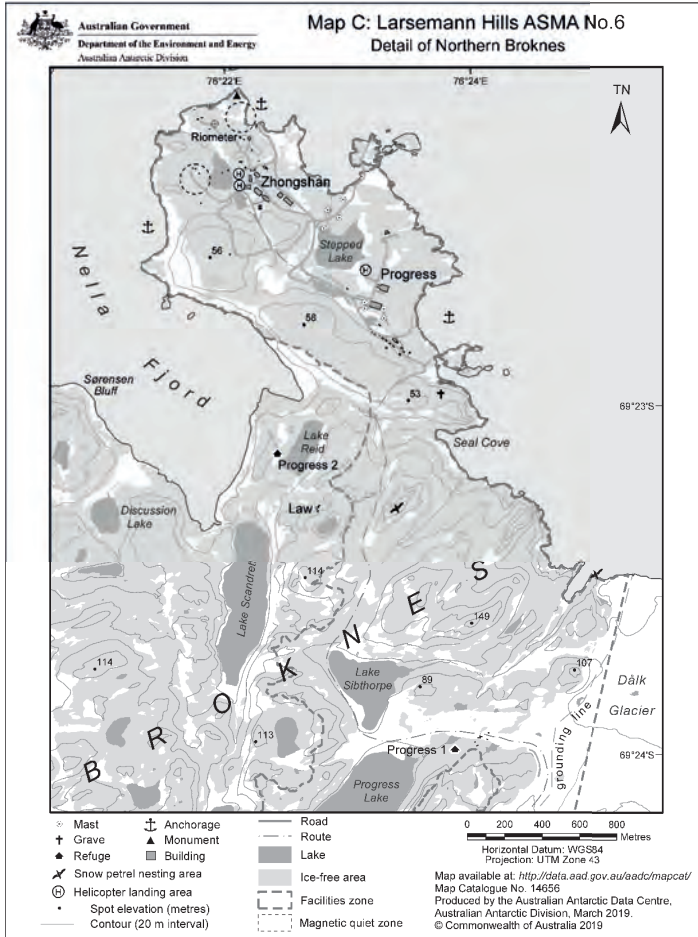 Australian Government
Department of the Environment and Energy
Australian Antarctic Division
Map C: Larsemann Hills ASMA No.6
Detail of Northern Broknes
76°22'E
76°24'E
TN
Riometer
H
H
Zhongshan
56
Stepped
Lake
H
Progress
Nella
Fjord
58
Sørensen
Bluff
53
69°23'S
Lake
Reid
Seal Cove
Progress 2
Discussion
Lake
Law
114
Lake Scandrett
BROKNES
149
114
Lake
Sibthorpe
89
107
Dålk
Glacier
grounding line
113
Progress 1
69°24'S
Progress
Lake
Mast
Grave
Refuge
Snow petrel nesting area
H Helicopter landing area
Spot elevation (metres)
Contour (20 m interval)
Anchorage
Monument
Building
Road
Route
Lake
Ice-free area
Facilities zone
Magnetic quiet zone
0 200 400 600 800
Metres
Horizontal Datum: WGS84
Projection: UTM Zone 43
Map available at: http://data.aad.gov.au/aadc/mapcat/
Map Catalogue No. 14656
Produced by the Australian Antarctic Data Centre,
Australian Antarctic Division, March 2019.
© Commonwealth of Australia 2019